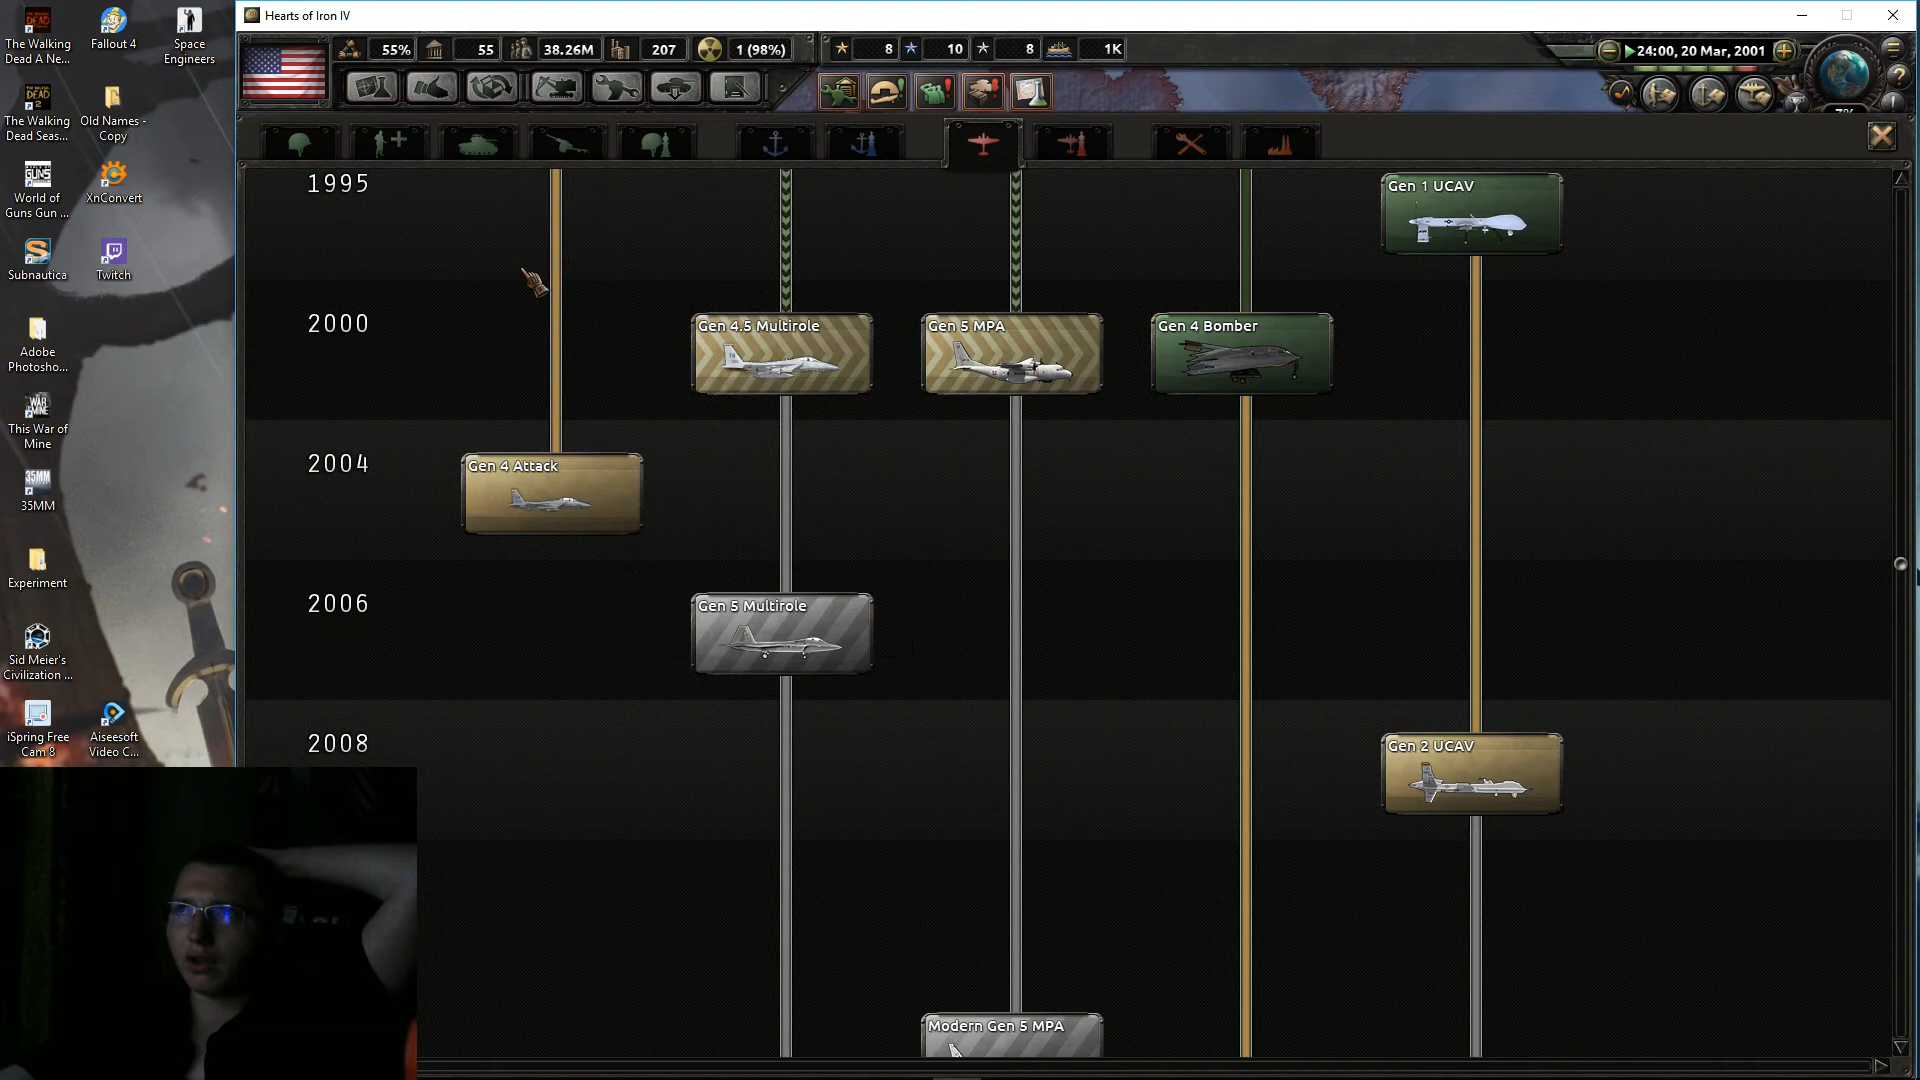 The Walking
Dead A Ne...
Fallout 4
Space
Engineers
The Walking
Dead Seas...
Old Names -
Copy
World of
Guns Gun ...
XnConvert
Subnautica
Twitch
Adobe
Photosho...
This War of
Mine
35MM
Experiment
Sid Meier's
Civilization ...
iSpring Free
Cam 8
Aiseesoft
Video C...
Hearts of Iron IV
55%
55
38.26M
207
1 (98%)
8
10
8
1K
24:00, 20 Mar, 2001
1995
Gen 1 UCAV
2000
Gen 4.5 Multirole
Gen 5 MPA
Gen 4 Bomber
2004
Gen 4 Attack
2006
Gen 5 Multirole
2008
Gen 2 UCAV
Modern Gen 5 MPA